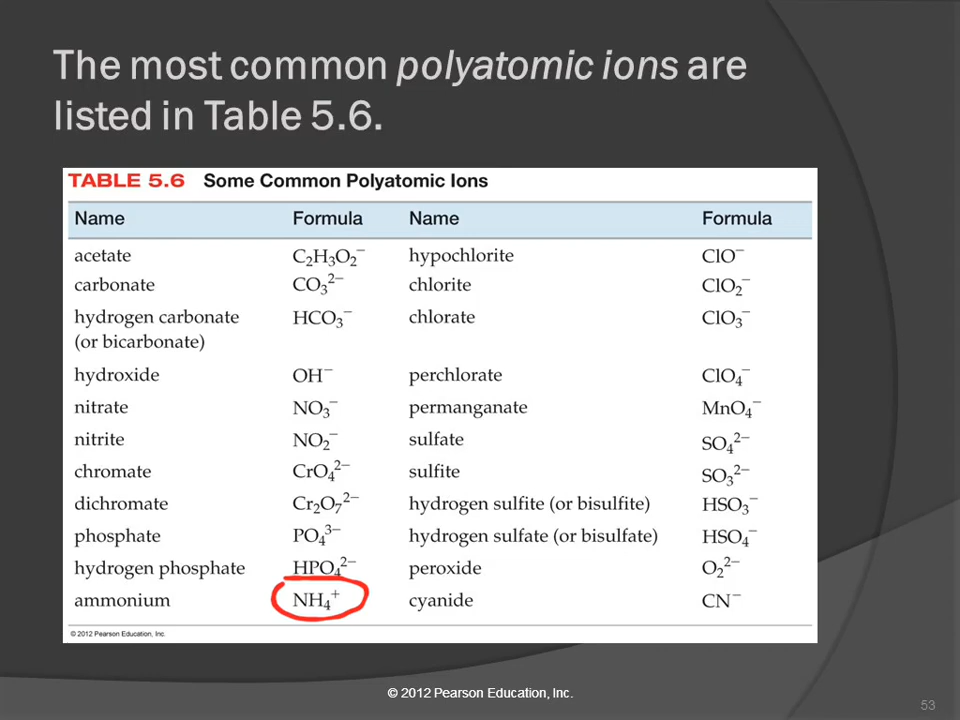 The most common polyatomic ions are
listed in Table 5.6.
TABLE 5.6 Some Common Polyatomic Ions
Name Formula Name Formula
acetate C₂H₃O₂⁻ hypochlorite ClO⁻
carbonate CO₃²⁻ chlorite ClO₂⁻
hydrogen carbonate HCO₃⁻ chlorate ClO₃⁻
(or bicarbonate)
hydroxide OH⁻ perchlorate ClO₄⁻
nitrate NO₃⁻ permanganate MnO₄⁻
nitrite NO₂⁻ sulfate SO₄²⁻
chromate CrO₄²⁻ sulfite SO₃²⁻
dichromate Cr₂O₇²⁻ hydrogen sulfite (or bisulfite) HSO₃⁻
phosphate PO₄³⁻ hydrogen sulfate (or bisulfate) HSO₄⁻
hydrogen phosphate HPO₄²⁻ peroxide O₂²⁻
ammonium NH₄⁺ cyanide CN⁻
© 2012 Pearson Education, Inc.
© 2012 Pearson Education, Inc.
53